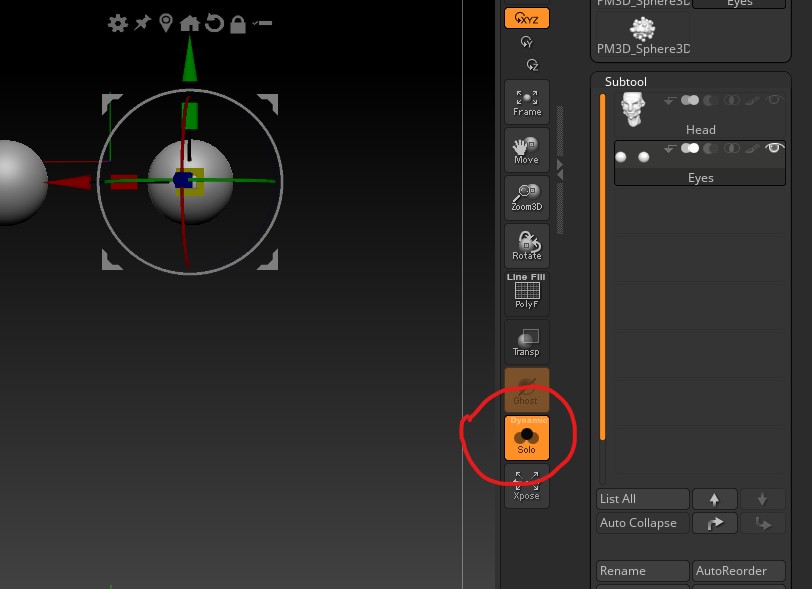 PM3D_Sphere3D
Eyes
PM3D_Sphere3D
XYZ
Y
Z
Frame
Move
Zoom3D
Rotate
Line Fill
PolyF
Transp
Ghost
Dynamic
Solo
Xpose
Subtool
Head
Eyes
List All
Auto Collapse
Rename
AutoReorder